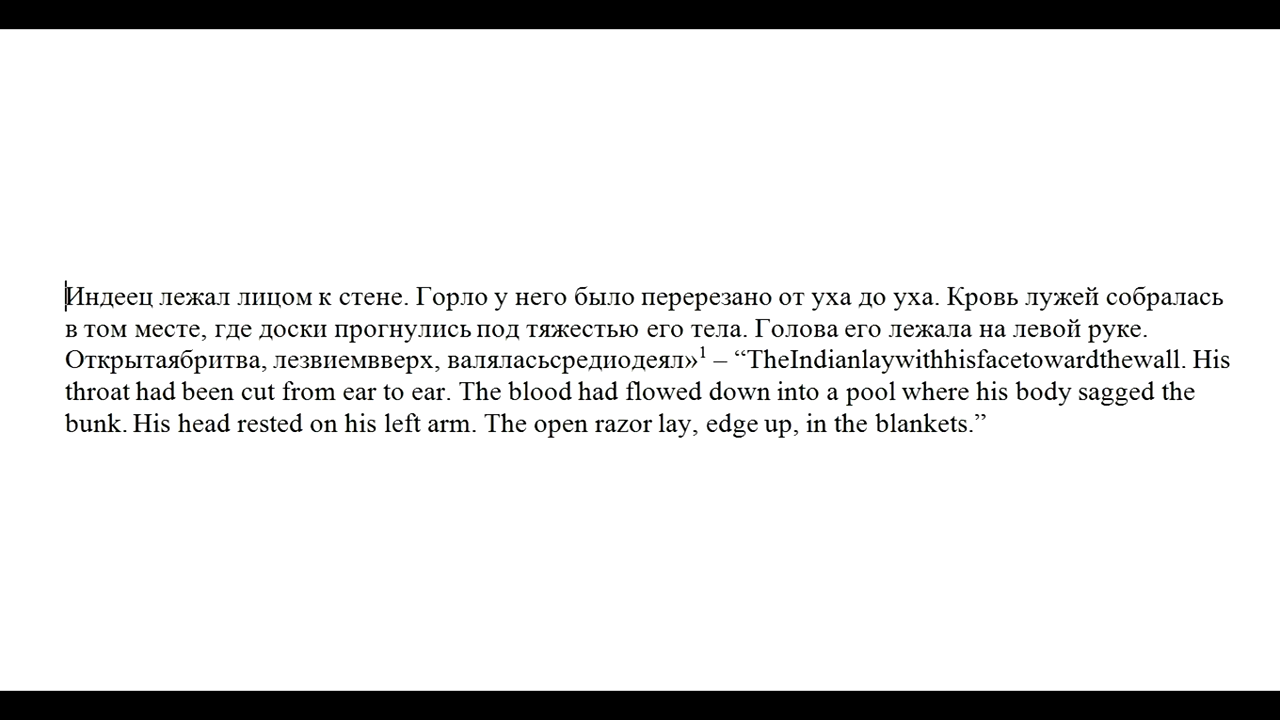 Индеец лежал лицом к стене. Горло у него было перерезано от уха до уха. Кровь лужей собралась
в том месте, где доски прогнулись под тяжестью его тела. Голова его лежала на левой руке.
Открытаябритва, лезвиемвверх, валяласьсредиодеял»¹ – “TheIndianlaywithhisfacetowardthewall. His
throat had been cut from ear to ear. The blood had flowed down into a pool where his body sagged the
bunk. His head rested on his left arm. The open razor lay, edge up, in the blankets.”